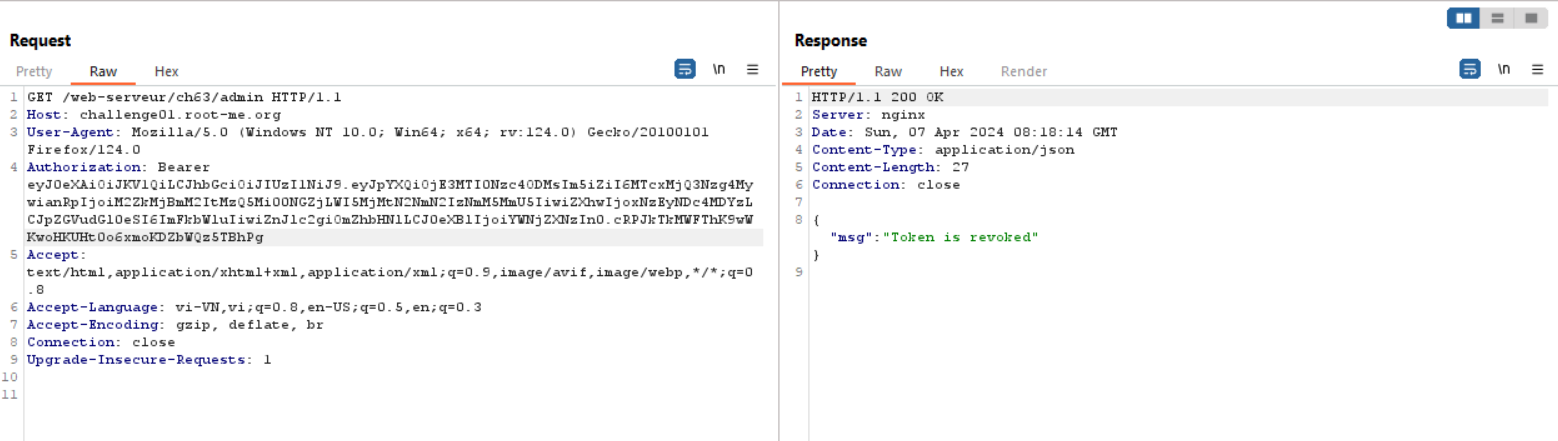 Request
Pretty Raw Hex \n
1 GET /web-serveur/ch63/admin HTTP/1.1
2 Host: challenge01.root-me.org
3 User-Agent: Mozilla/5.0 (Windows NT 10.0; Win64; x64; rv:124.0) Gecko/20100101
Firefox/124.0
4 Authorization: Bearer
5 Accept:
text/html,application/xhtml+xml,application/xml;q=0.9,image/avif,image/webp,*/*;q=0
.8
6 Accept-Language: vi-VN,vi;q=0.8,en-US;q=0.5,en;q=0.3
7 Accept-Encoding: gzip, deflate, br
8 Connection: close
9 Upgrade-Insecure-Requests: 1
10
11
Response
Pretty Raw Hex Render \n
1 HTTP/1.1 200 OK
2 Server: nginx
3 Date: Sun, 07 Apr 2024 08:18:14 GMT
4 Content-Type: application/json
5 Content-Length: 27
6 Connection: close
7
8 {
"msg":"Token is revoked"
}
9